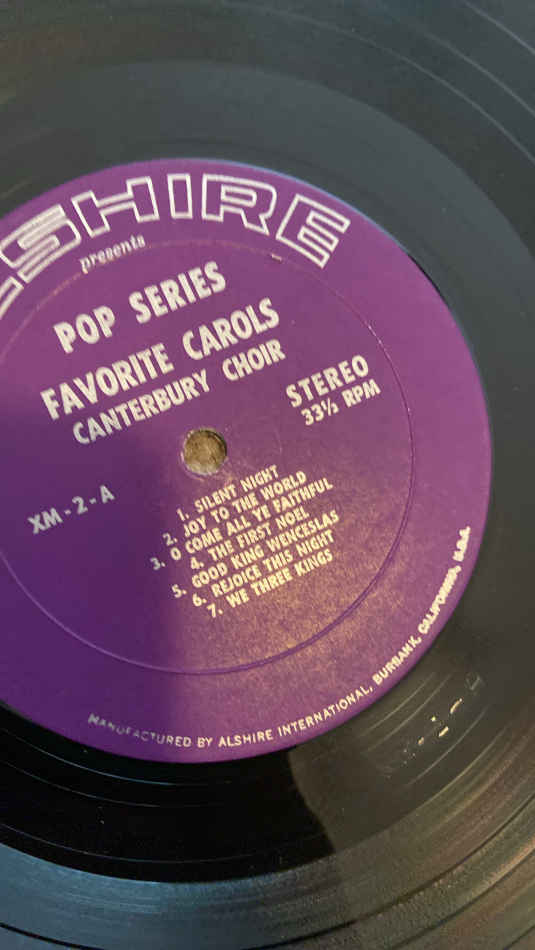 LSHIRE
presents
POP SERIES
FAVORITE CAROLS
CANTERBURY CHOIR
STEREO
33⅓ RPM
XM-2-A
1. SILENT NIGHT
2. JOY TO THE WORLD
3. O COME ALL YE FAITHFUL
4. THE FIRST NOEL
5. GOOD KING WENCESLAS
6. REJOICE THIS NIGHT
7. WE THREE KINGS
MANUFACTURED BY ALSHIRE INTERNATIONAL, BURBANK, CALIFORNIA, U.S.A.